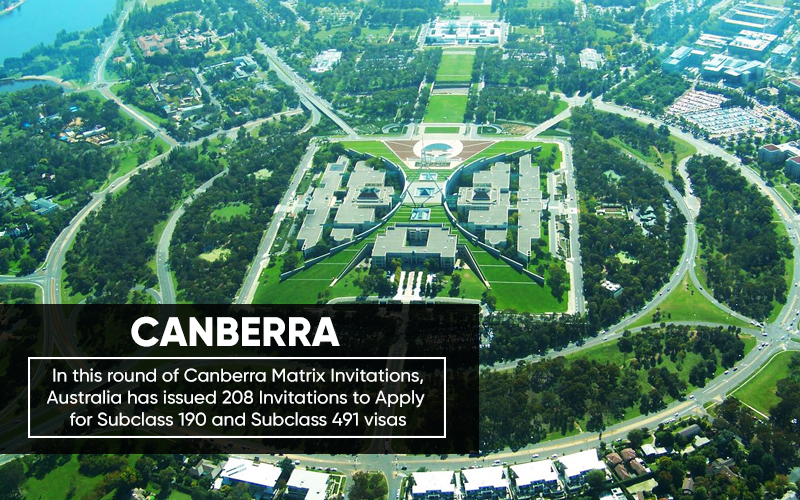 CANBERRA
In this round of Canberra Matrix Invitations,
Australia has issued 208 Invitations to Apply
for Subclass 190 and Subclass 491 visas